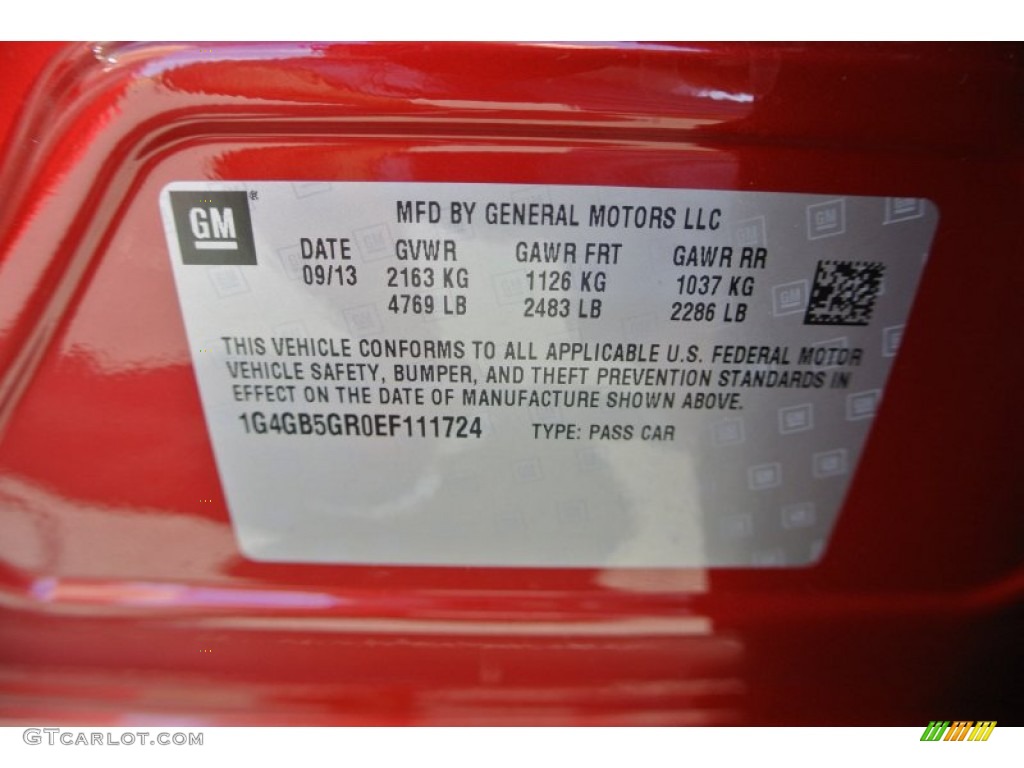 GM ®
MFD BY GENERAL MOTORS LLC
DATE GVWR GAWR FRT GAWR RR
09/13 2163 KG 1126 KG 1037 KG
4769 LB 2483 LB 2286 LB
THIS VEHICLE CONFORMS TO ALL APPLICABLE U.S. FEDERAL MOTOR
VEHICLE SAFETY, BUMPER, AND THEFT PREVENTION STANDARDS IN
EFFECT ON THE DATE OF MANUFACTURE SHOWN ABOVE.
1G4GB5GR0EF111724 TYPE: PASS CAR
GTCarLot.com